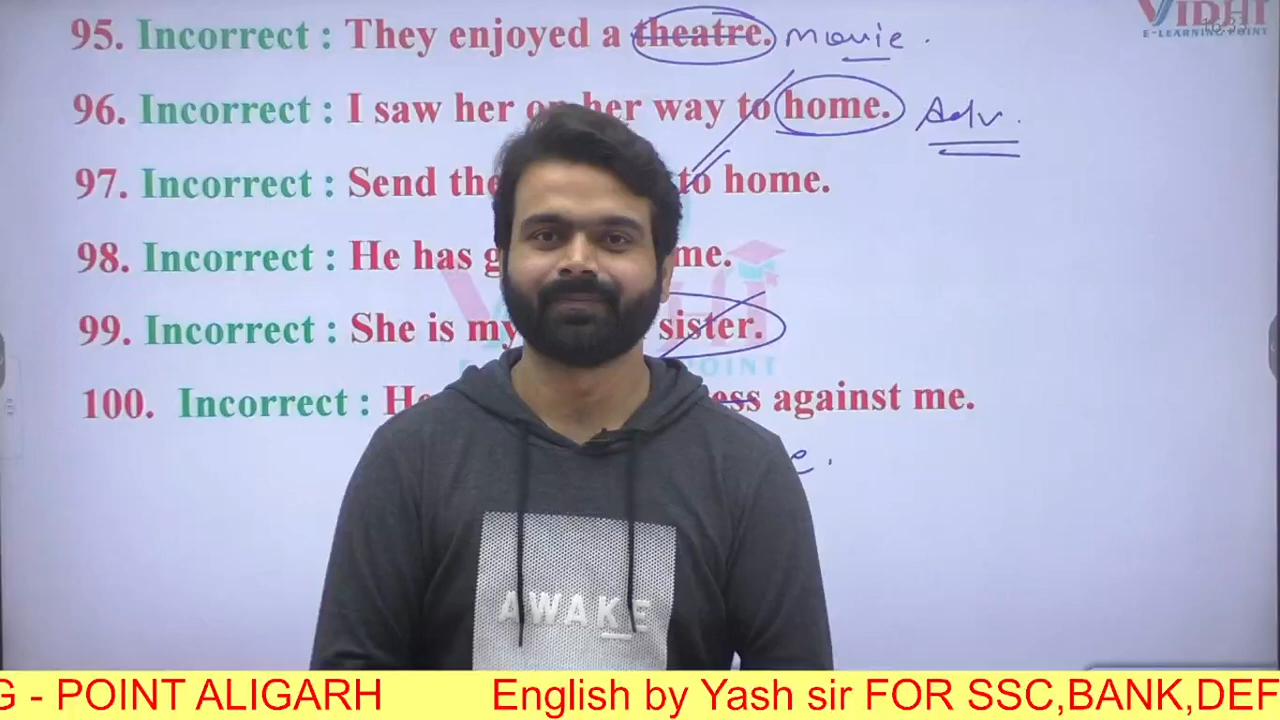 95. Incorrect : They enjoyed a theatre. movie.
VIDHI
E-LEARNING POINT
16:33
96. Incorrect : I saw her on her way to home. Adv.
97. Incorrect : Send the to home.
98. Incorrect : He has me.
99. Incorrect : She is my sister.
100. Incorrect : He against me.
AWAKE
G - POINT ALIGARH English by Yash sir FOR SSC,BANK,DEF